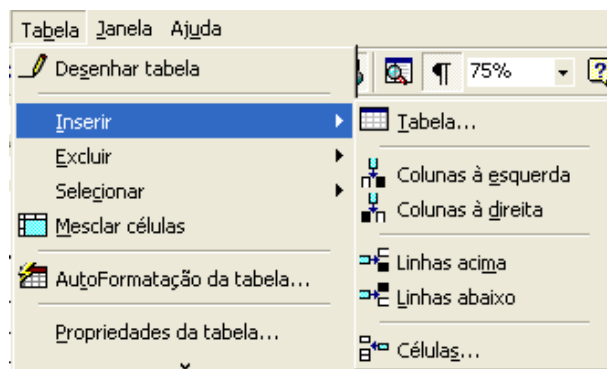 Tabela Janela Ajuda
Desenhar tabela
75%
Inserir
Tabela...
Excluir
Colunas à esquerda
Selecionar
Colunas à direita
Mesclar células
Linhas acima
AutoFormatação da tabela...
Linhas abaixo
Propriedades da tabela...
Células...